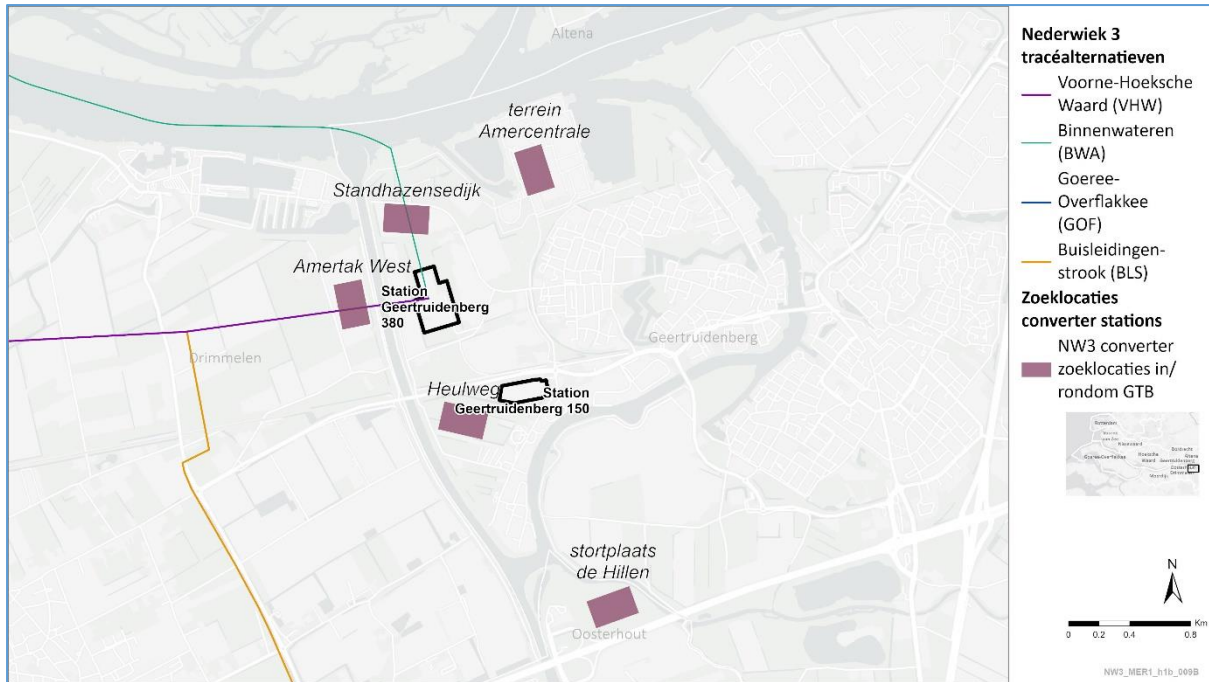 Altena
terrein
Amercentrale
Standhazensedijk
Amertak West
Station
Geertruidenberg
380
Drimmelen
Geertruidenberg
Heulweg
Station
Geertruidenberg 150
stortplaats
de Hillen
Oosterhout
Nederwiek 3
tracéalternatieven
Voorne-Hoeksche
Waard (VHW)
Binnenwateren
(BWA)
Goeree-
Overflakkee
(GOF)
Buisleidingen-
strook (BLS)
Zoeklocaties
converter stations
NW3 converter
zoeklocaties in/
rondom GTB
N
Km
0 0.2 0.4 0.8
NW3_MER1_h1b_009B